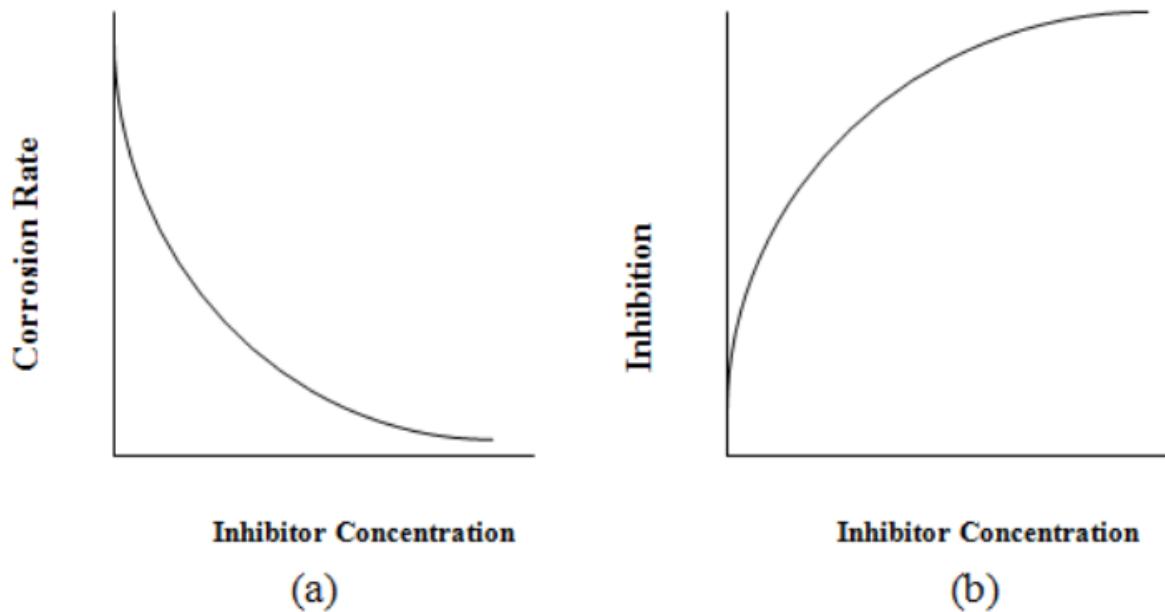 Corrosion Rate
Inhibitor Concentration
(a)
Inhibition
Inhibitor Concentration
(b)